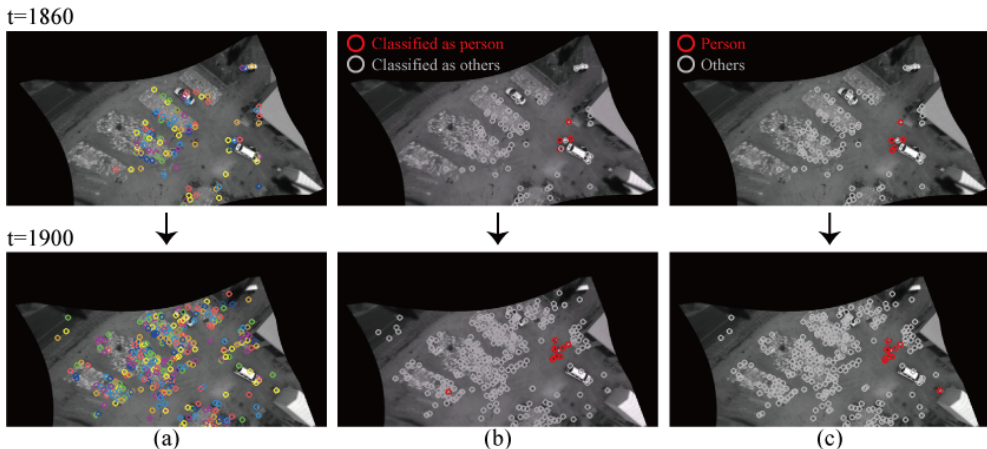 t=1860
Classified as person
Classified as others
Person
Others
t=1900
(a)
(b)
(c)